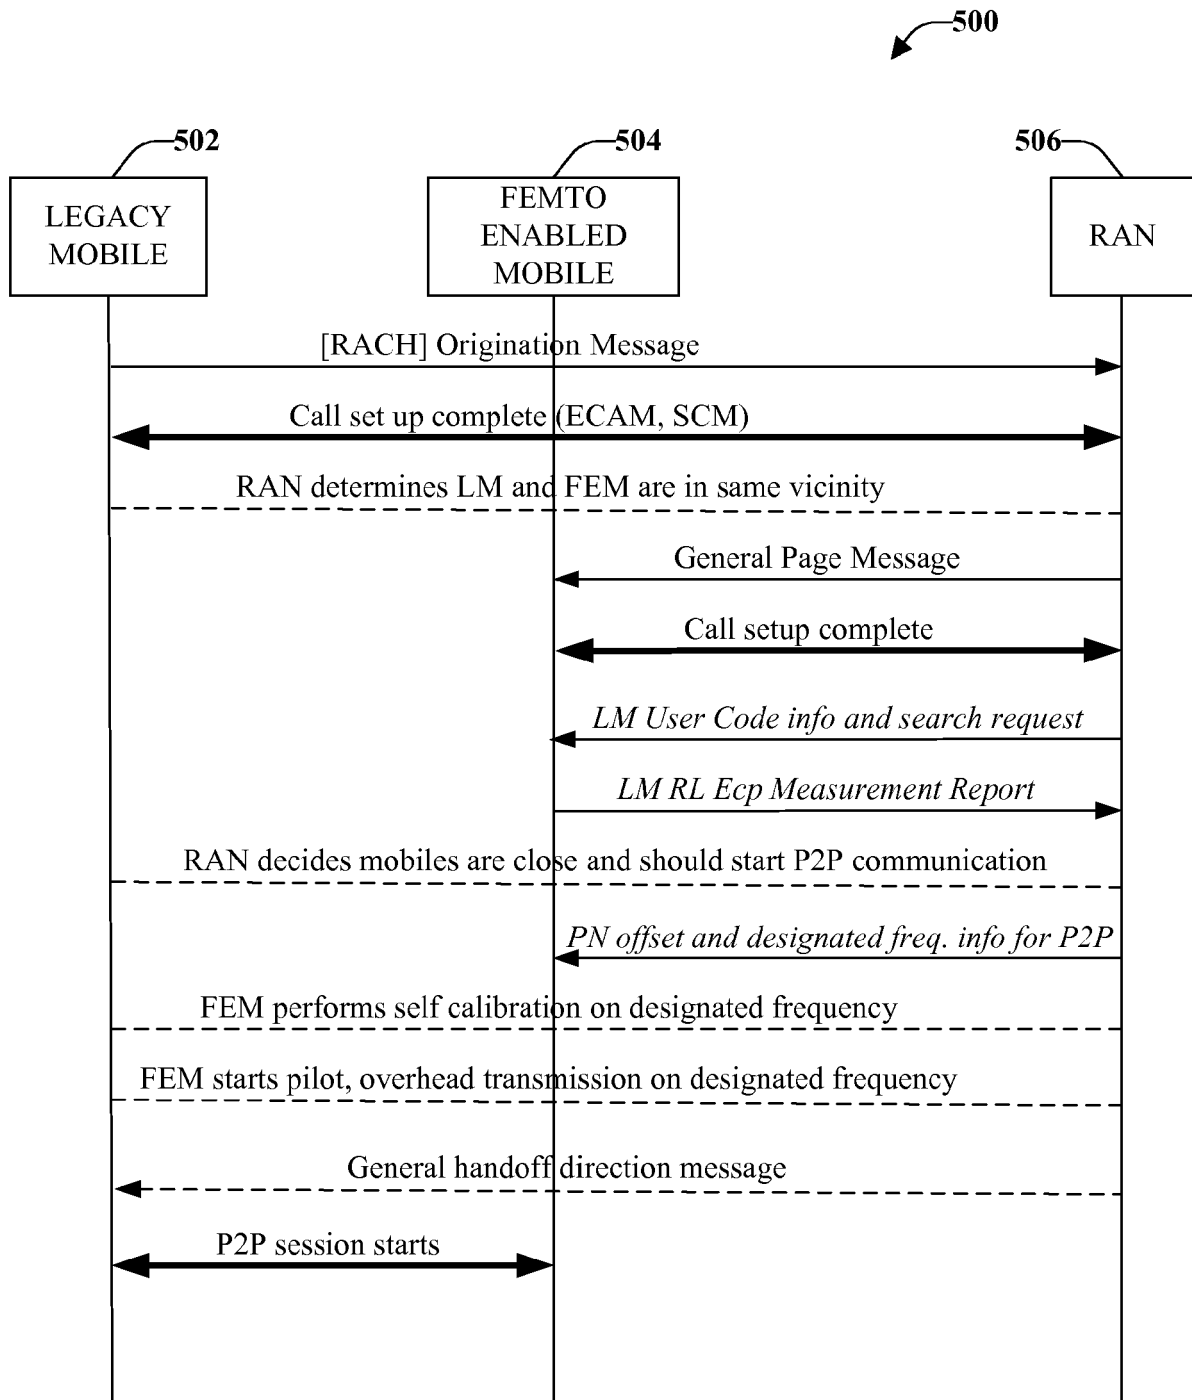 500
502
504
506
LEGACY
MOBILE
FEMTO
ENABLED
MOBILE
RAN
[RACH] Origination Message
Call set up complete (ECAM, SCM)
RAN determines LM and FEM are in same vicinity
General Page Message
Call setup complete
LM User Code info and search request
LM RL Ecp Measurement Report
RAN decides mobiles are close and should start P2P communication
PN offset and designated freq. info for P2P
FEM performs self calibration on designated frequency
FEM starts pilot, overhead transmission on designated frequency
General handoff direction message
P2P session starts